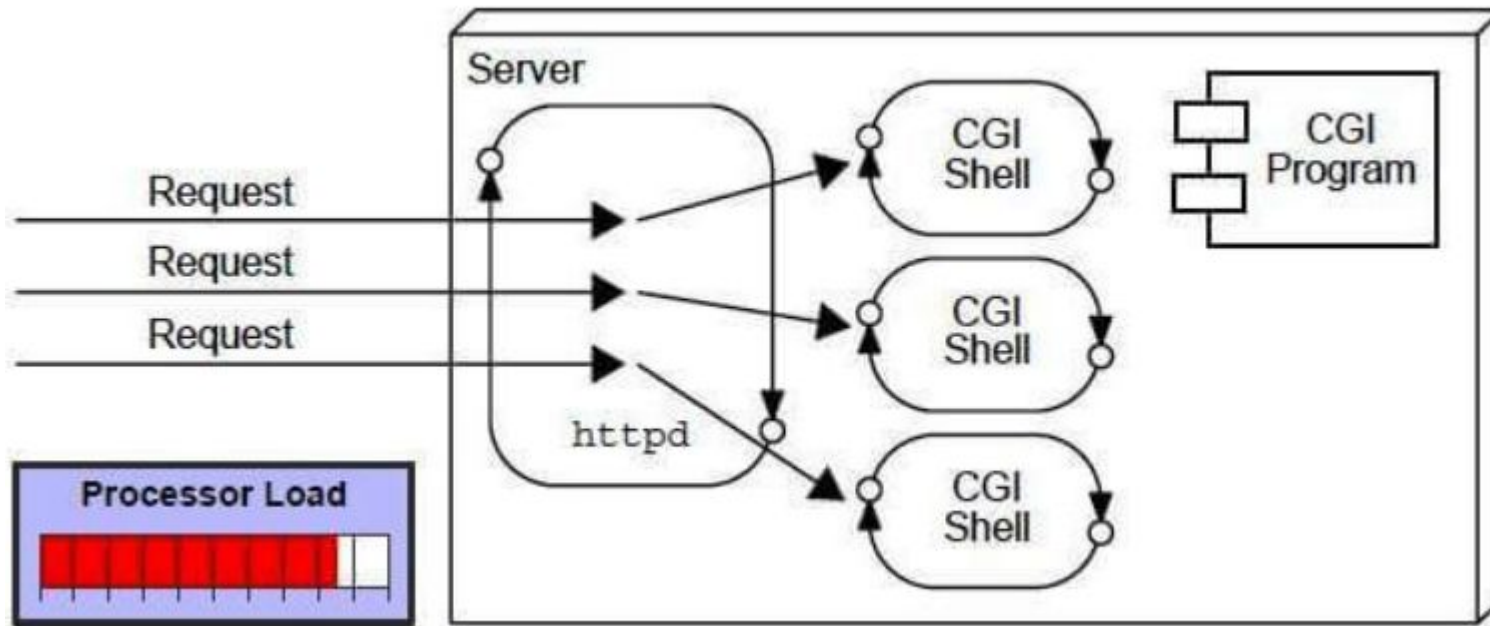 Server
Request
Request
Request
httpd
CGI
Shell
CGI
Shell
CGI
Shell
CGI
Program
Processor Load